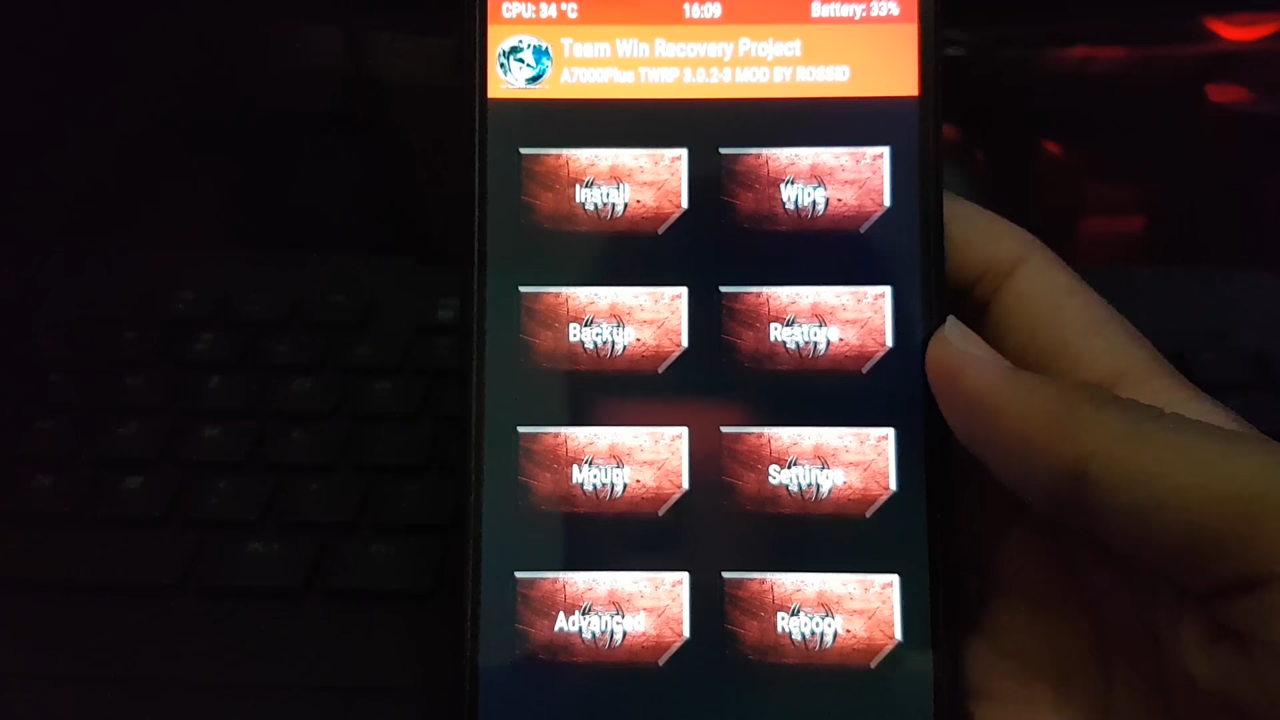 CPU: 34 °C 16:09 Battery: 33%
Team Win Recovery Project
A7000Plus TWRP 3.0.2-3 MOD BY ROSSID
Install Wipe
Backup Restore
Mount Settings
Advanced Reboot